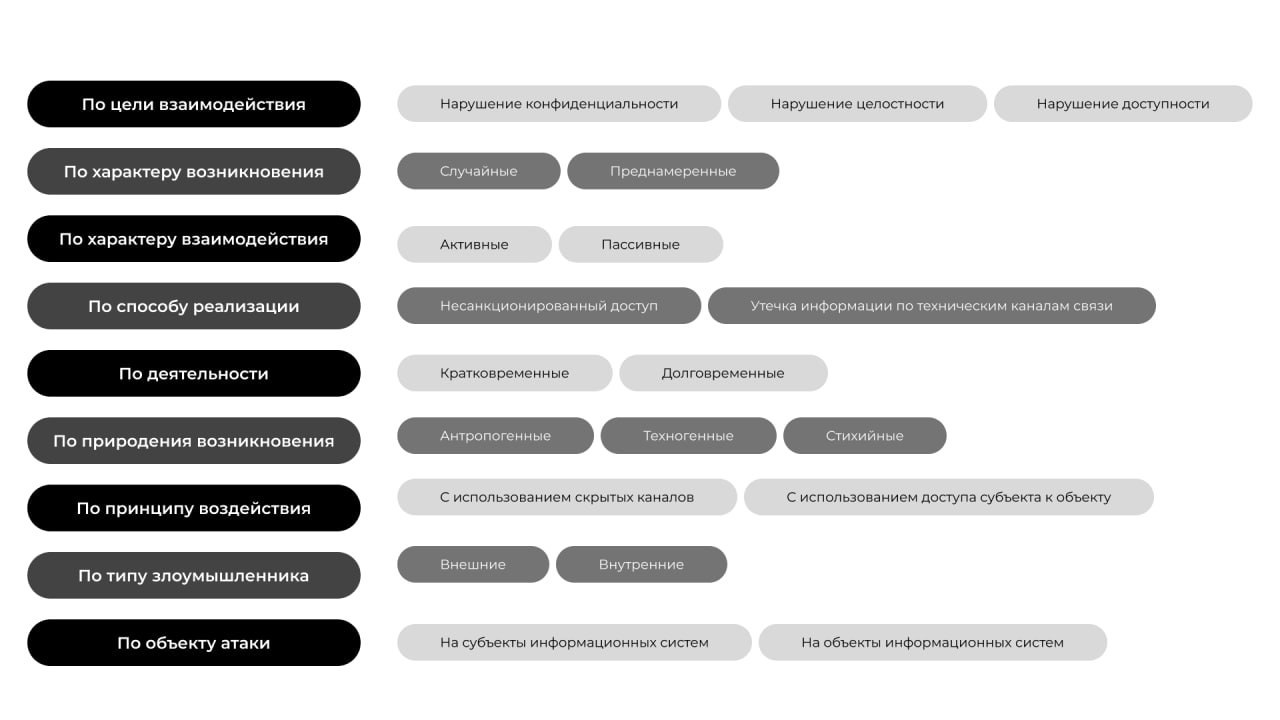 По цели взаимодействия
Нарушение конфиденциальности
Нарушение целостности
Нарушение доступности
По характеру возникновения
Случайные
Преднамеренные
По характеру взаимодействия
Активные
Пассивные
По способу реализации
Несанкционированный доступ
Утечка информации по техническим каналам связи
По деятельности
Кратковременные
Долговременные
По природения возникновения
Антропогенные
Техногенные
Стихийные
По принципу воздействия
С использованием скрытых каналов
С использованием доступа субъекта к объекту
По типу злоумышленника
Внешние
Внутренние
По объекту атаки
На субъекты информационных систем
На объекты информационных систем